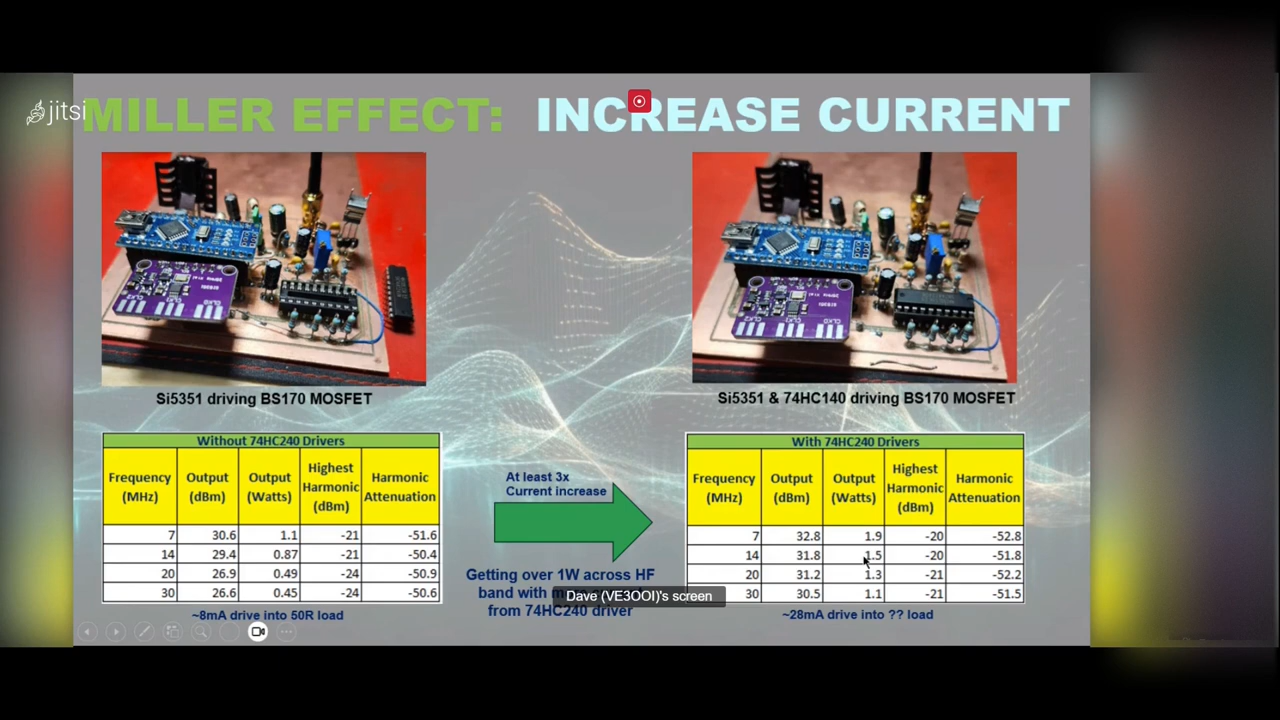 jitsi
MILLER EFFECT: INCREASE CURRENT
Si5351 driving BS170 MOSFET
Si5351 & 74HC140 driving BS170 MOSFET
Without 74HC240 Drivers
Frequency (MHz) Output (dBm) Output (Watts) Highest Harmonic (dBm) Harmonic Attenuation
7 30.6 1.1 -21 -51.6
14 29.4 0.87 -21 -50.4
20 26.9 0.49 -24 -50.9
30 26.6 0.45 -24 -50.6
~8mA drive into 50R load
At least 3x
Current increase
Getting over 1W across HF
band with
from 74HC240 driver
Dave (VE3OOI)'s screen
With 74HC240 Drivers
Frequency (MHz) Output (dBm) Output (Watts) Highest Harmonic (dBm) Harmonic Attenuation
7 32.8 1.9 -20 -52.8
14 31.8 1.5 -20 -51.8
20 31.2 1.3 -21 -52.2
30 30.5 1.1 -21 -51.5
~28mA drive into ?? load